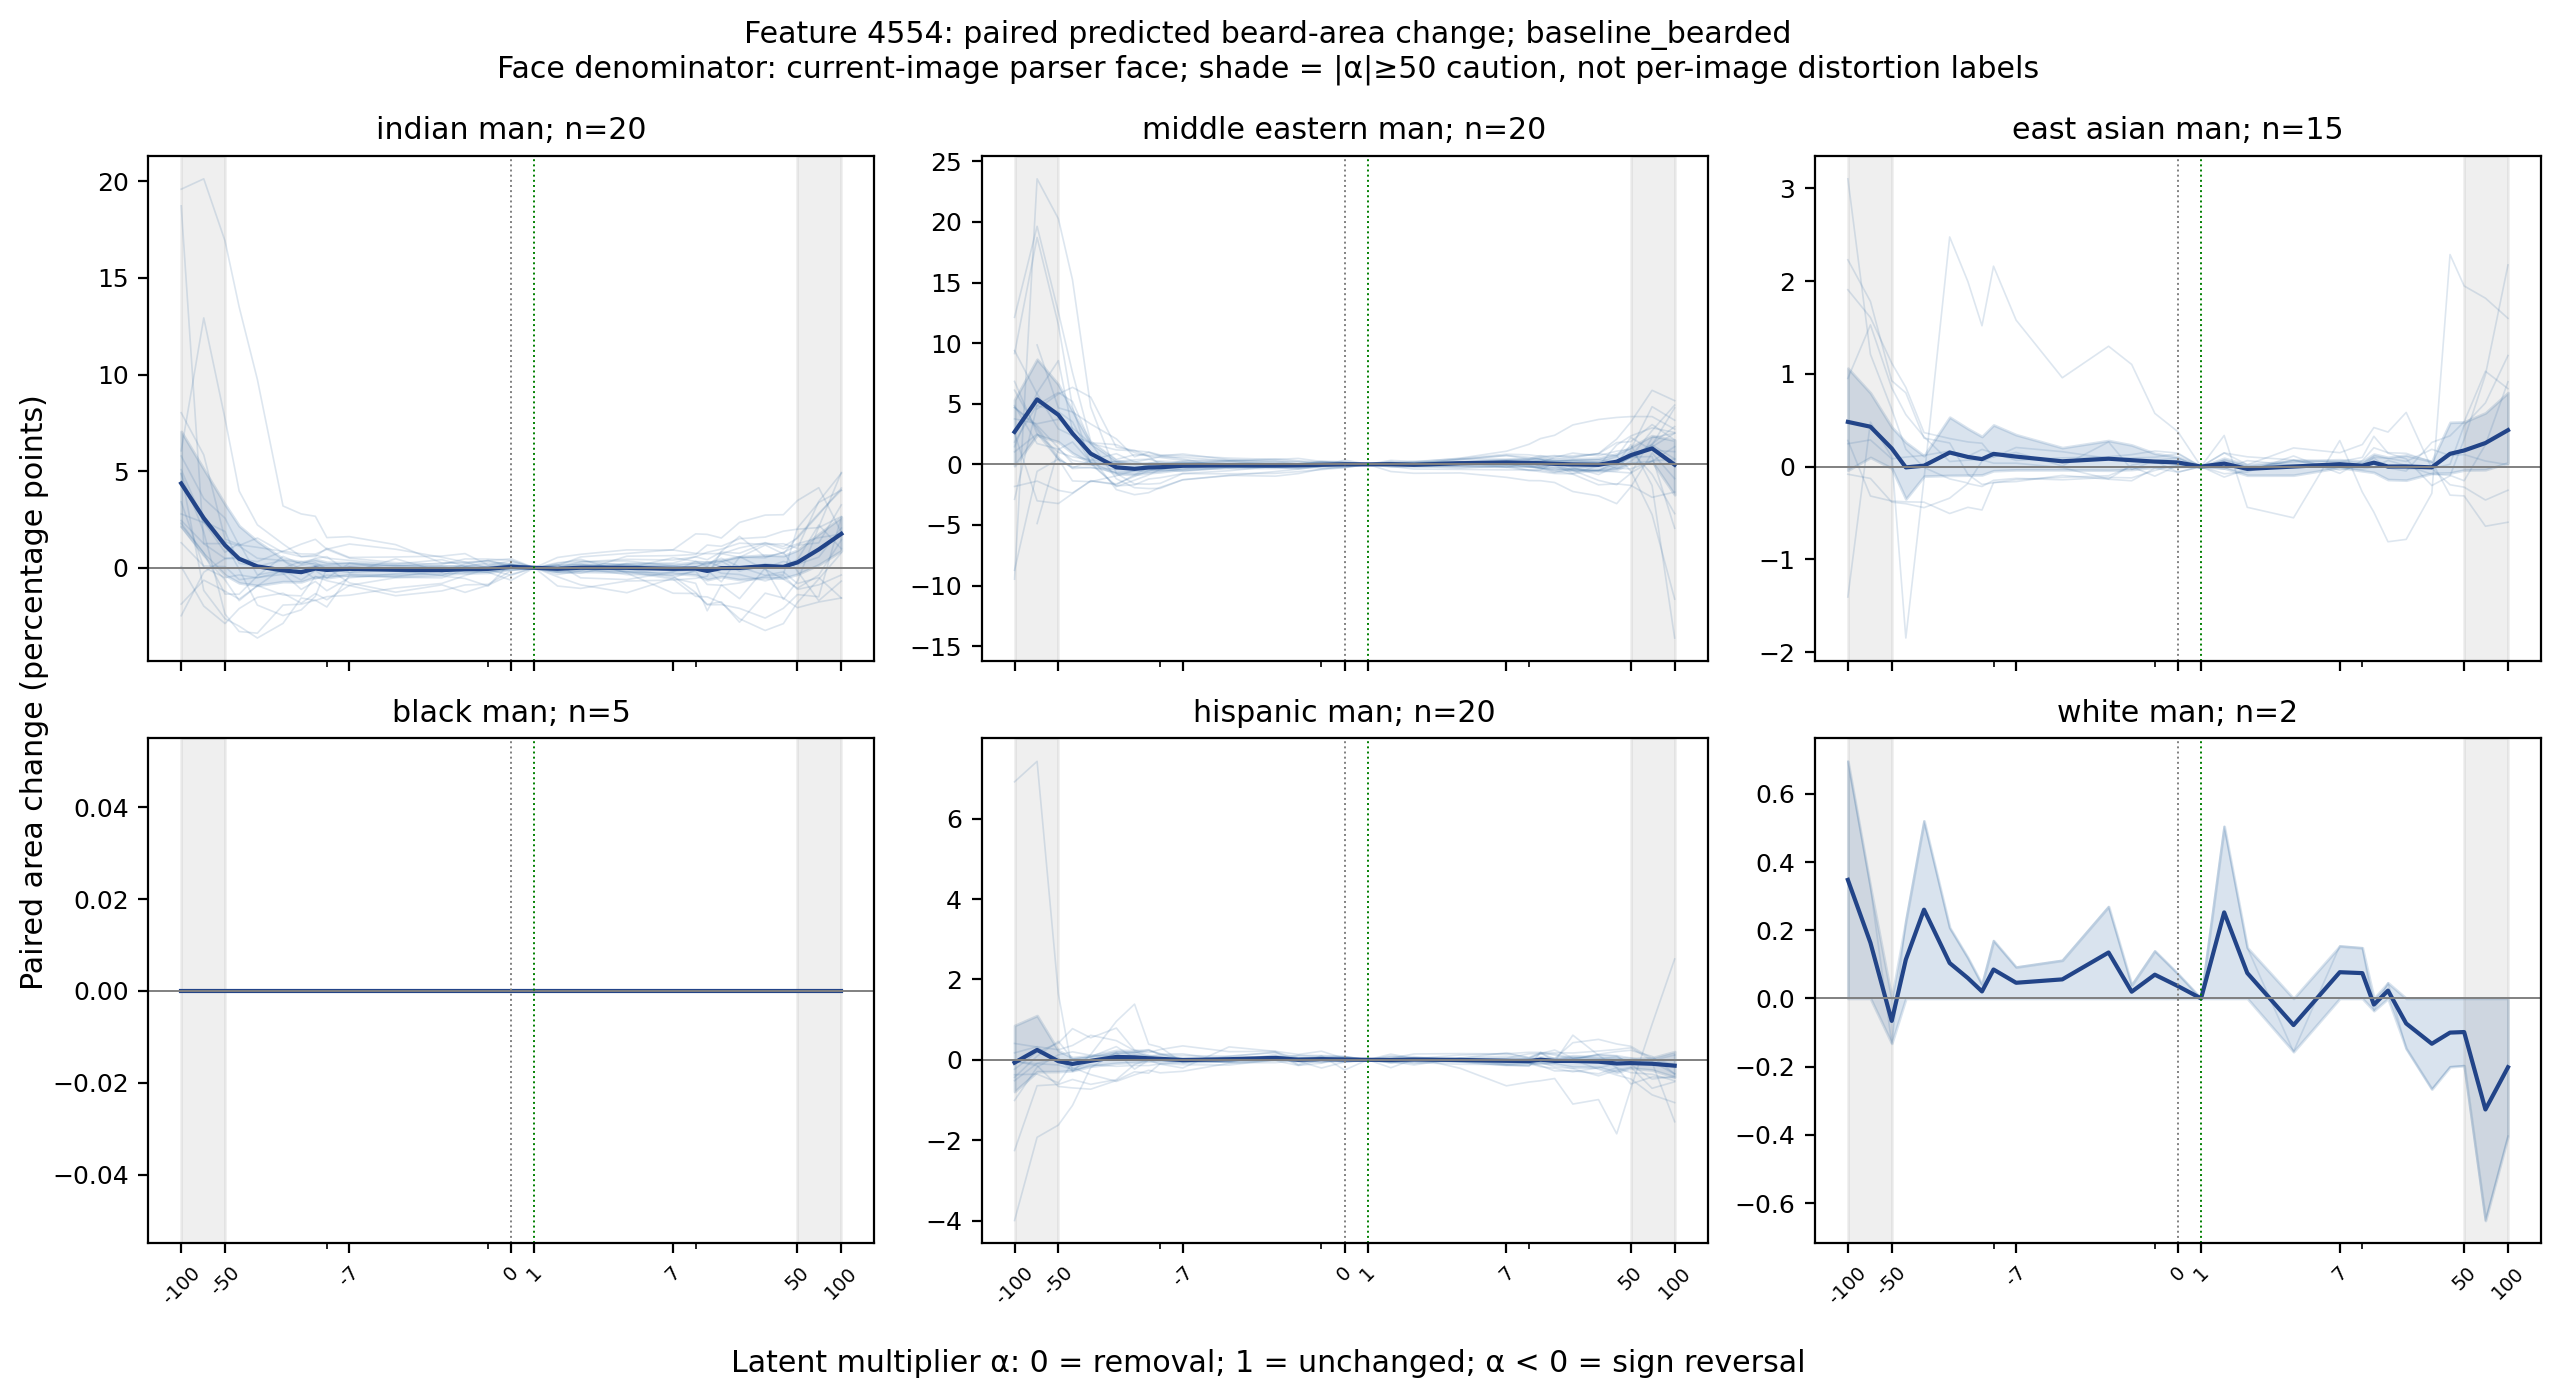 Feature 4554: paired predicted beard-area change; baseline_bearded
Face denominator: current-image parser face; shade = |α|≥50 caution, not per-image distortion labels
indian man; n=20
middle eastern man; n=20
east asian man; n=15
20
15
10
5
0
25
20
15
10
5
0
−5
−10
−15
3
2
1
0
−1
−2
Paired area change (percentage points)
black man; n=5
hispanic man; n=20
white man; n=2
0.04
0.02
0.00
−0.02
−0.04
6
4
2
0
−2
−4
0.6
0.4
0.2
0.0
−0.2
−0.4
−0.6
-100 -50 -7 0 1 7 50 100
-100 -50 -7 0 1 7 50 100
-100 -50 -7 0 1 7 50 100
Latent multiplier α: 0 = removal; 1 = unchanged; α < 0 = sign reversal